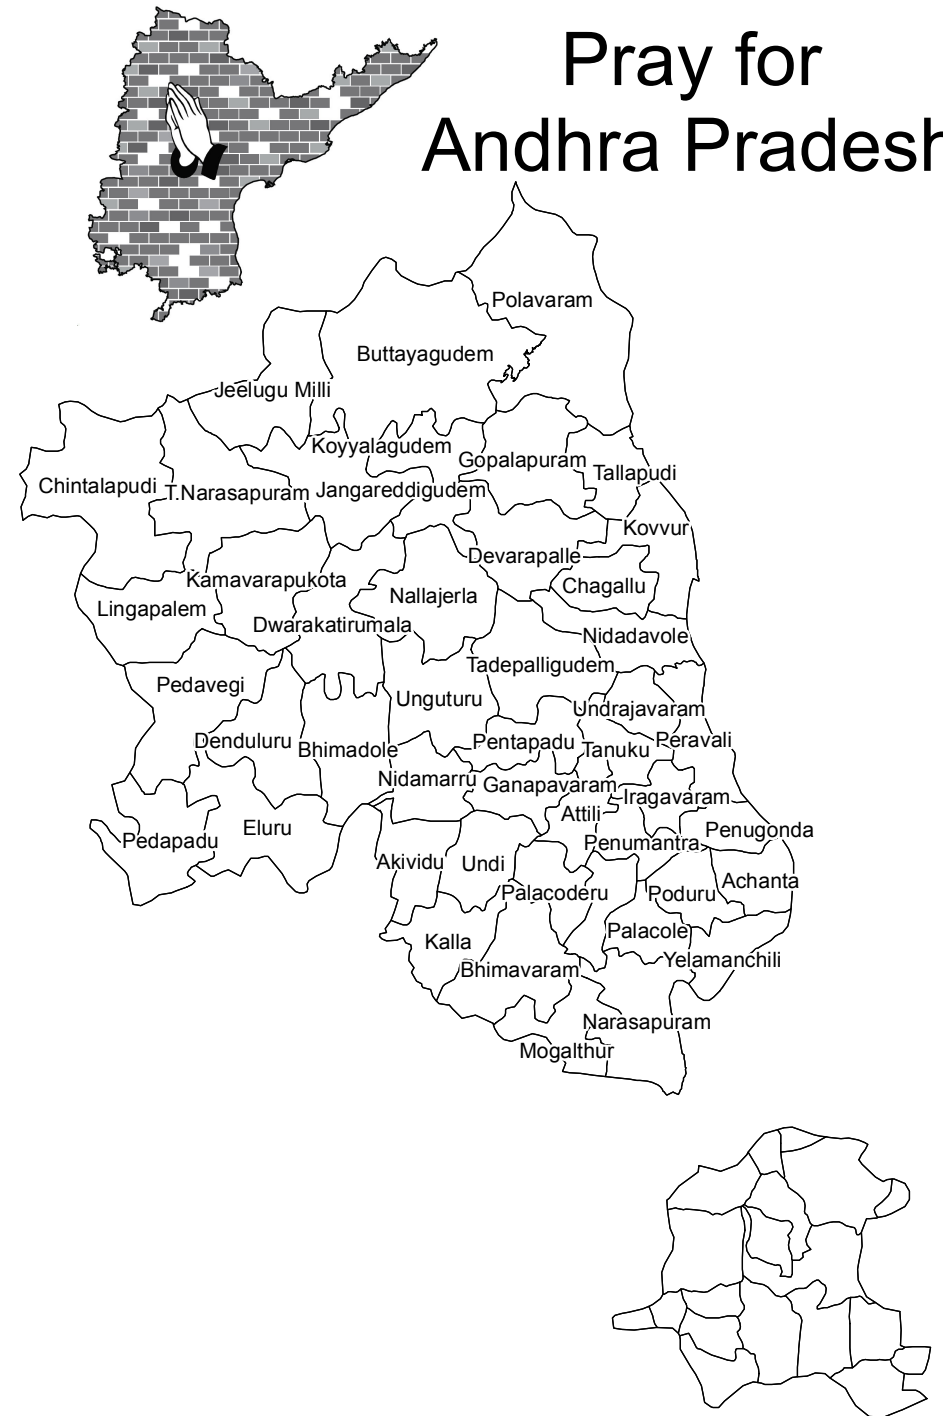 Pray for
Andhra Pradesh
Polavaram
Buttayagudem
Jeelugu Milli
Koyyalagudem
Gopalapuram
Tallapudi
Chintalapudi
T.Narasapuram
Jangareddigudem
Kovvur
Devarapalle
Kamavarapukota
Chagallu
Nallajerla
Lingapalem
Dwarakatirumala
Nidadavole
Tadepalligudem
Pedavegi
Unguturu
Undrajavaram
Denduluru
Bhimadole
Pentapadu
Tanuku
Peravali
Nidamarru
Ganapavaram
Iragavaram
Attili
Eluru
Pedapadu
Penumantra
Penugonda
Akividu
Undi
Achanta
Palacoderu
Poduru
Palacole
Kalla
Yelamanchili
Bhimavaram
Narasapuram
Mogalthur